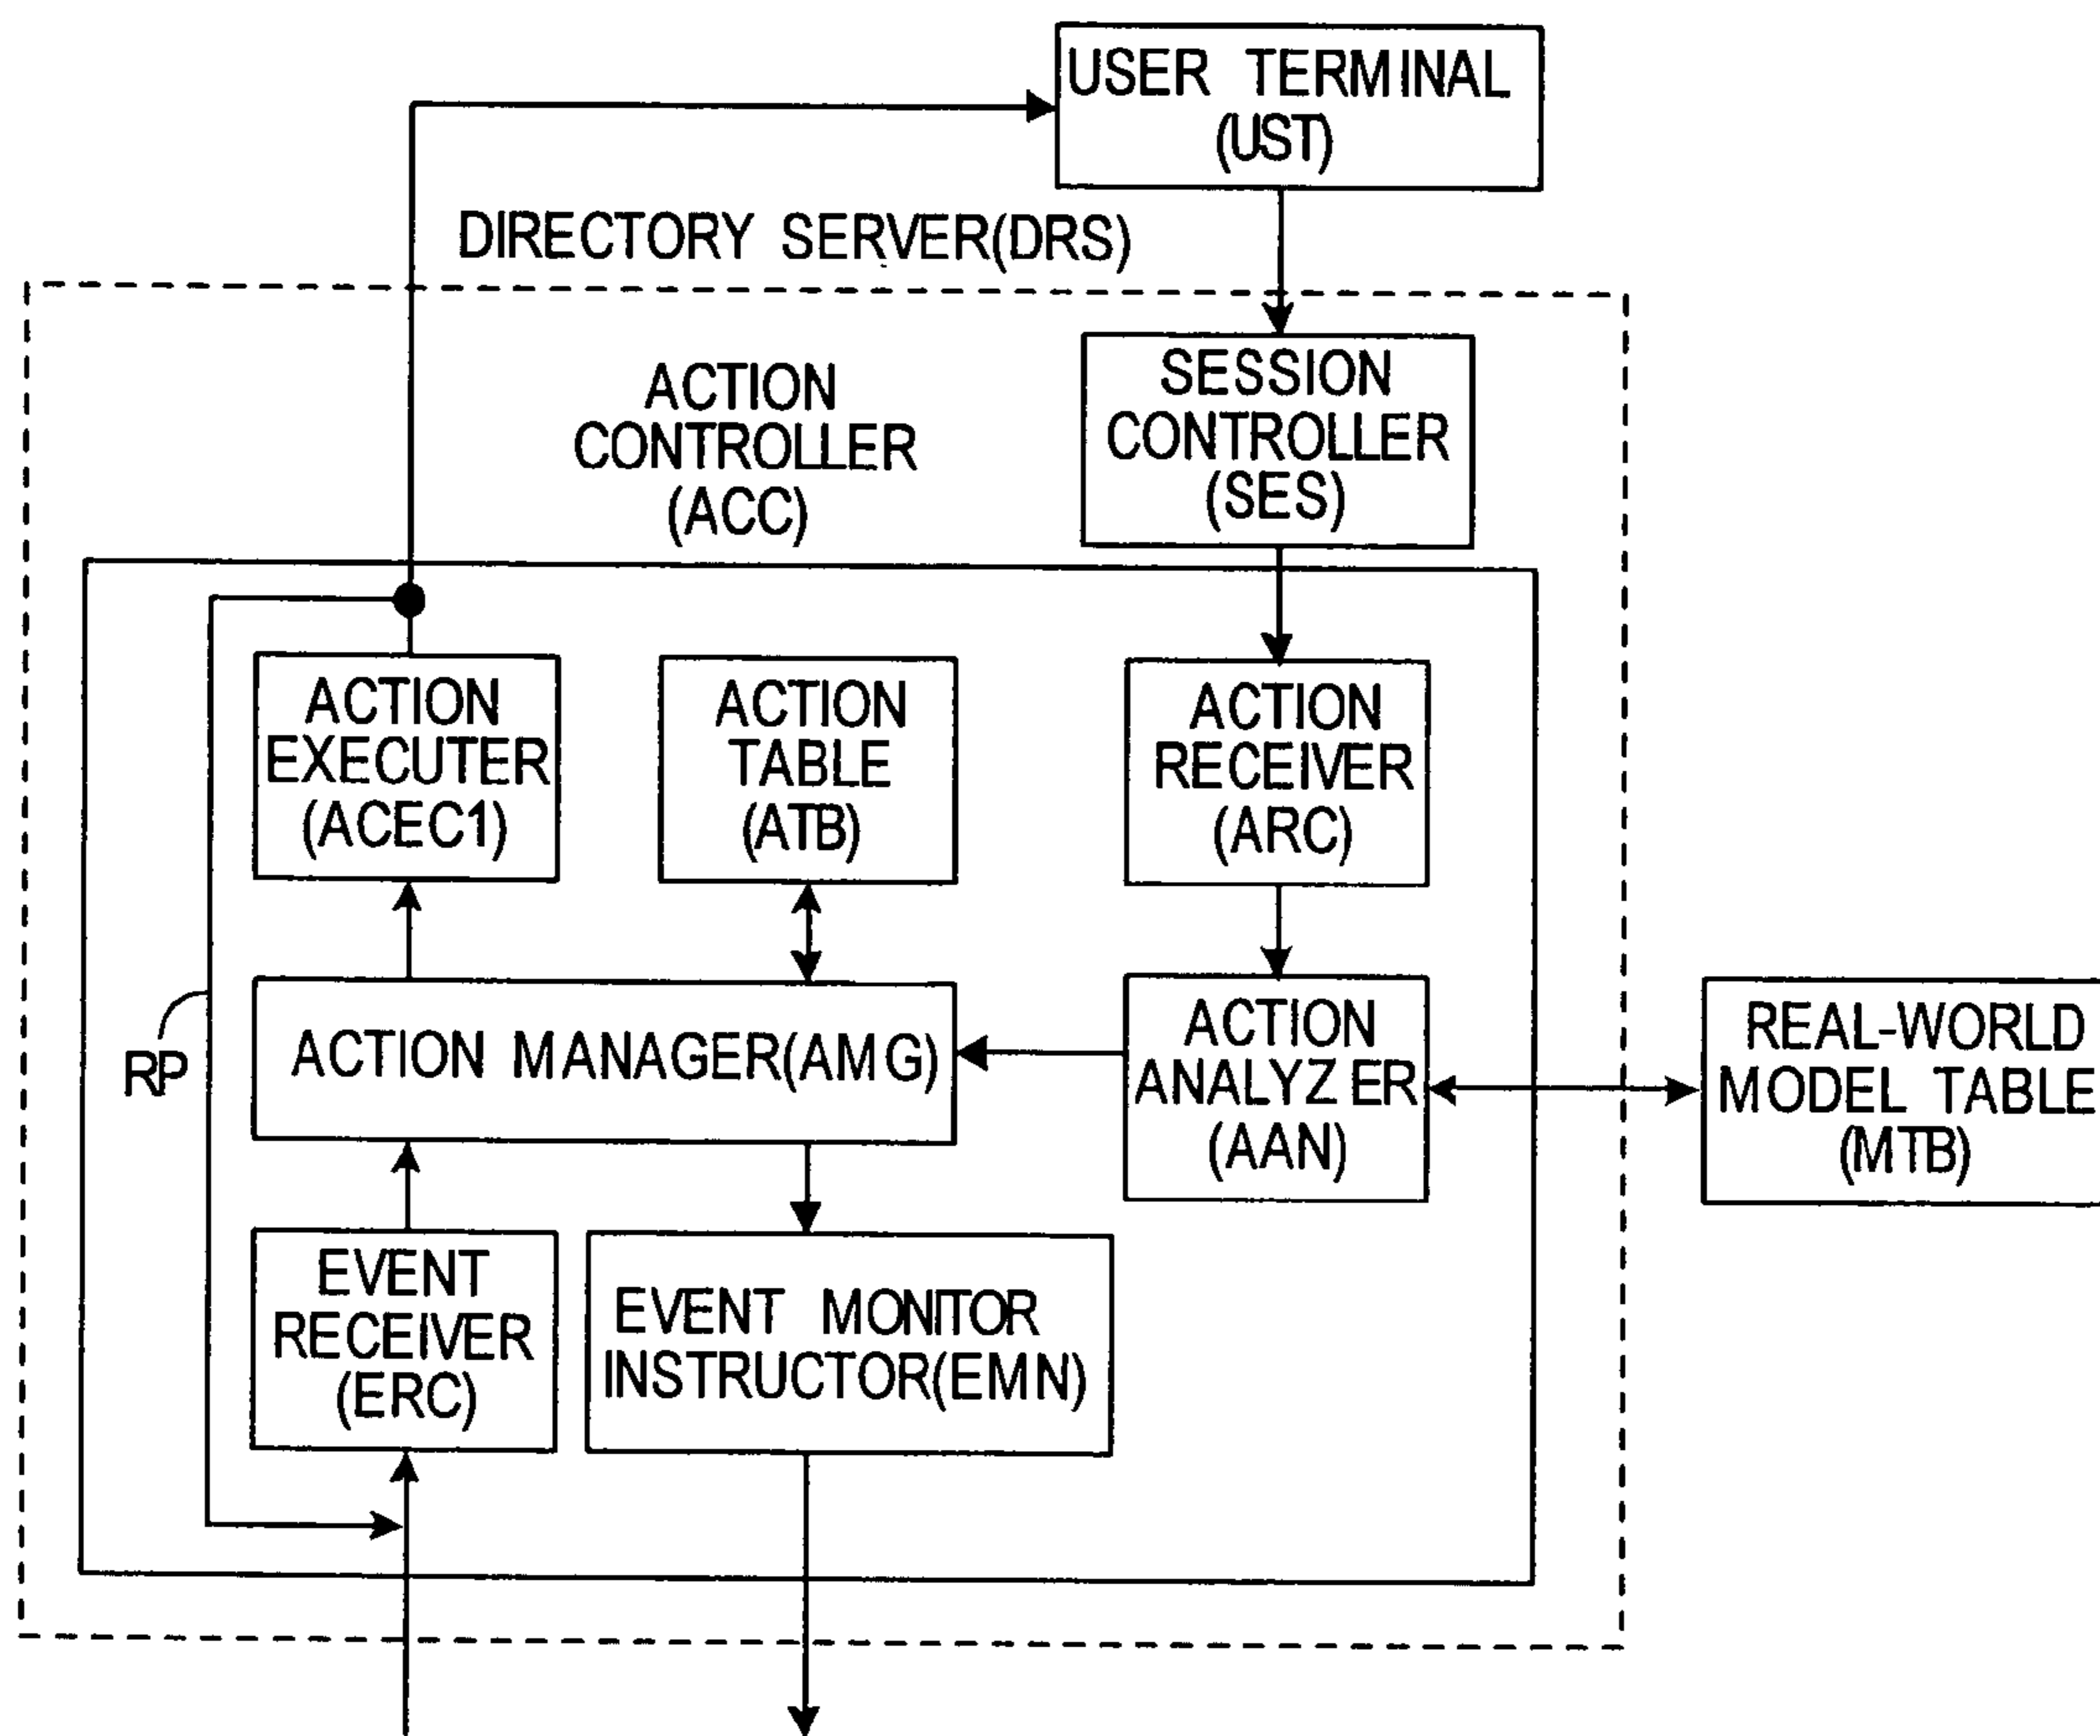 USER TERMINAL
(UST)
DIRECTORY SERVER(DRS)
ACTION
CONTROLLER
(ACC)
SESSION
CONTROLLER
(SES)
ACTION
EXECUTER
(ACEC1)
ACTION
TABLE
(ATB)
ACTION
RECEIVER
(ARC)
RP
ACTION MANAGER(AMG)
ACTION
ANALYZER
(AAN)
REAL-WORLD
MODEL TABLE
(MTB)
EVENT
RECEIVER
(ERC)
EVENT MONITOR
INSTRUCTOR(EMN)